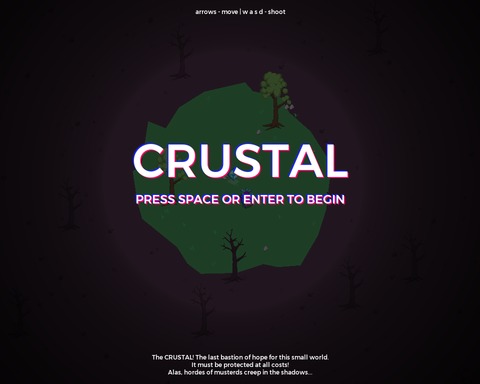 arrows - move | w a s d - shoot
CRUSTAL
PRESS SPACE OR ENTER TO BEGIN
The CRUSTAL! The last bastion of hope for this small world.
It must be protected at all costs!
Alas, hordes of musterds creep in the shadows...